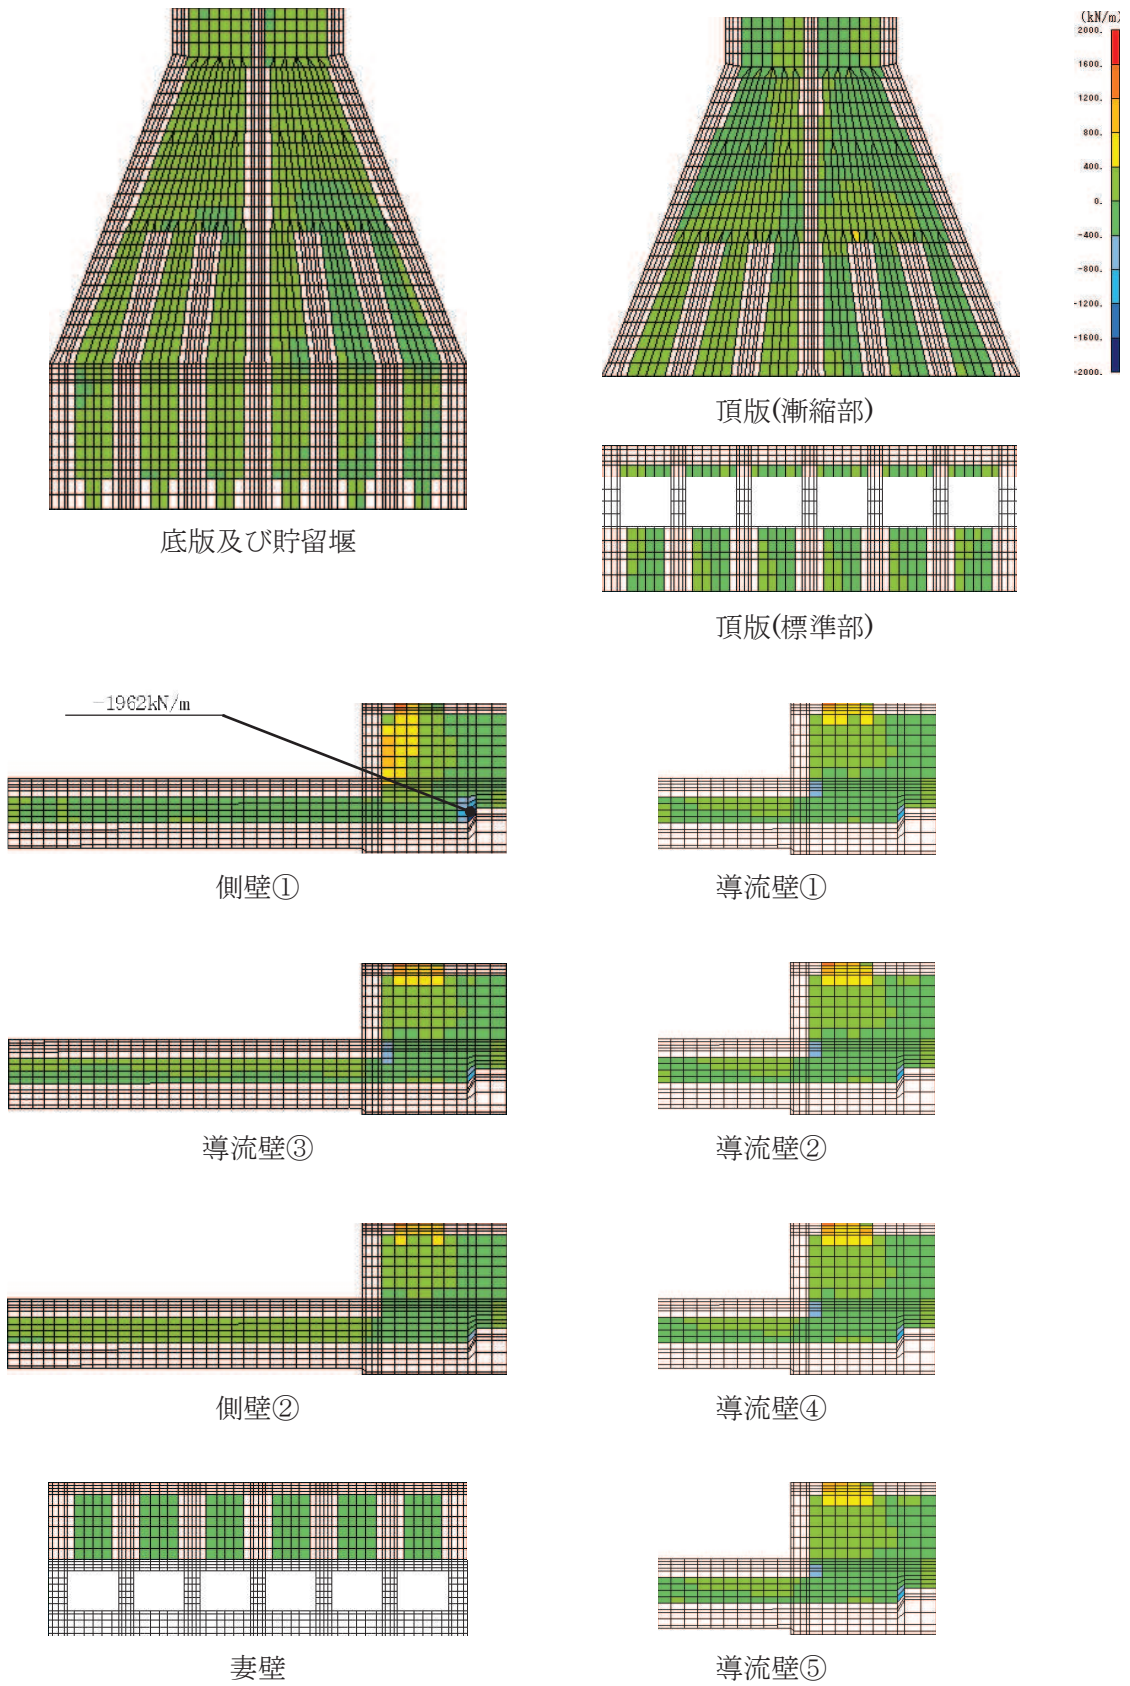 (kN/m)
2000.
1600.
1200.
800.
400.
0.
-400.
-800.
-1200.
-1600.
-2000.
頂版(漸縮部)
底版及び貯留堰
頂版(標準部)
-1962kN/m
側壁①
導流壁①
導流壁③
導流壁②
側壁②
導流壁④
妻壁
導流壁⑤